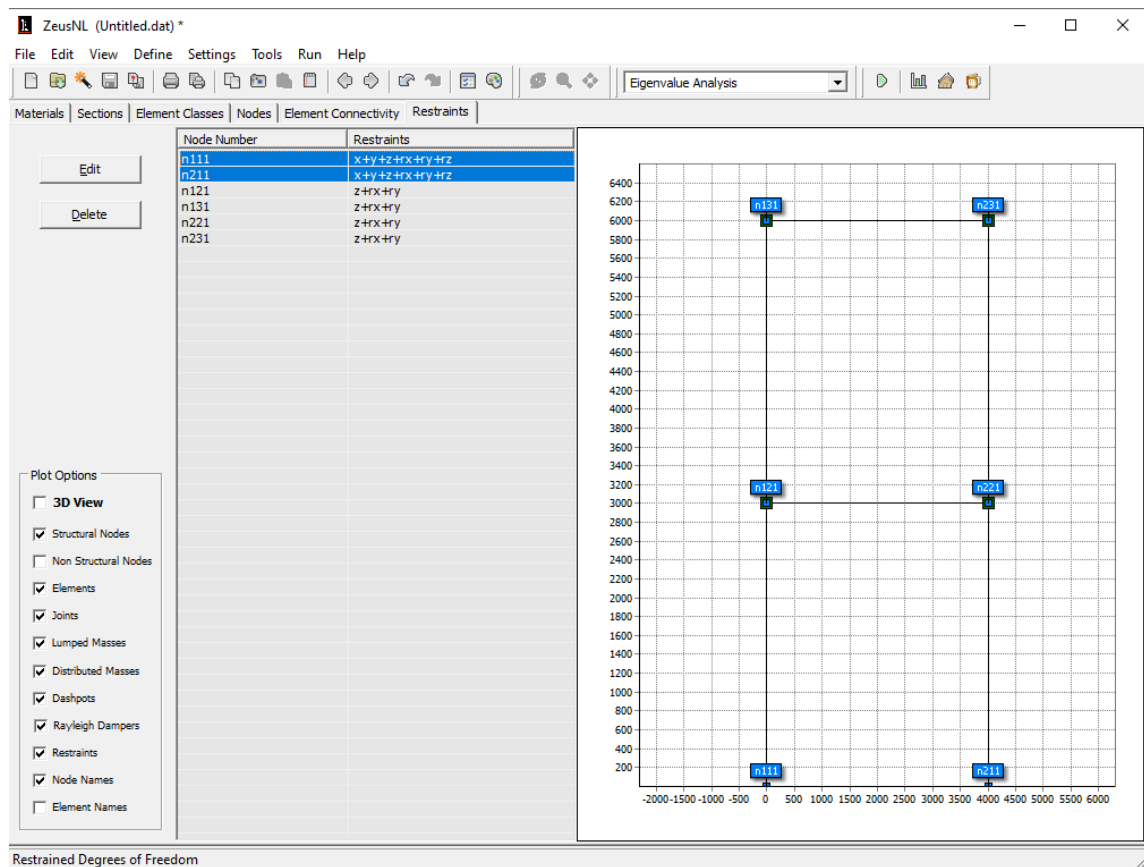 ZeusNL (Untitled.dat) *
File Edit View Define Settings Tools Run Help
Eigenvalue Analysis
Materials Sections Element Classes Nodes Element Connectivity Restraints
Node Number Restraints
n111 x+y+z+rx+ry+rz
n211 x+y+z+rx+ry+rz
n121 z+rx+ry
n131 z+rx+ry
n221 z+rx+ry
n231 z+rx+ry
Edit
Delete
Plot Options
3D View
Structural Nodes
Non Structural Nodes
Elements
Joints
Lumped Masses
Distributed Masses
Dashpots
Rayleigh Dampers
Restraints
Node Names
Element Names
6400
6200
6000
5800
5600
5400
5200
5000
4800
4600
4400
4200
4000
3800
3600
3400
3200
3000
2800
2600
2400
2200
2000
1800
1600
1400
1200
1000
800
600
400
200
n131 n231
n121 n221
n111 n211
-2000 -1500 -1000 -500 0 500 1000 1500 2000 2500 3000 3500 4000 4500 5000 5500 6000
Restrained Degrees of Freedom